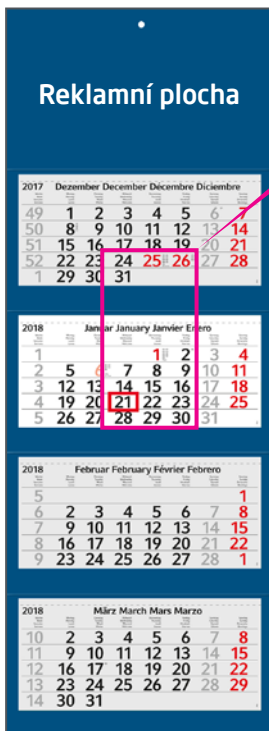 Reklamní plocha
2017 Dezember December Décembre Diciembre
49 1 2 3 4 5 6 7
50 8 9 10 11 12 13 14
51 15 16 17 18 19 20 21
52 22 23 24 25 26 27 28
1 29 30 31
2018 Januar January Janvier Enero
1 1 2 3 4
2 5 6 7 8 9 10 11
3 12 13 14 15 16 17 18
4 19 20 21 22 23 24 25
5 26 27 28 29 30 31
2018 Februar February Février Febrero
5 1
6 2 3 4 5 6 7 8
7 9 10 11 12 13 14 15
8 16 17 18 19 20 21 22
9 23 24 25 26 27 28 1
2018 März March Mars Marzo
10 2 3 4 5 6 7 8
11 9 10 11 12 13 14 15
12 16 17 18 19 20 21 22
13 23 24 25 26 27 28 29
14 30 31